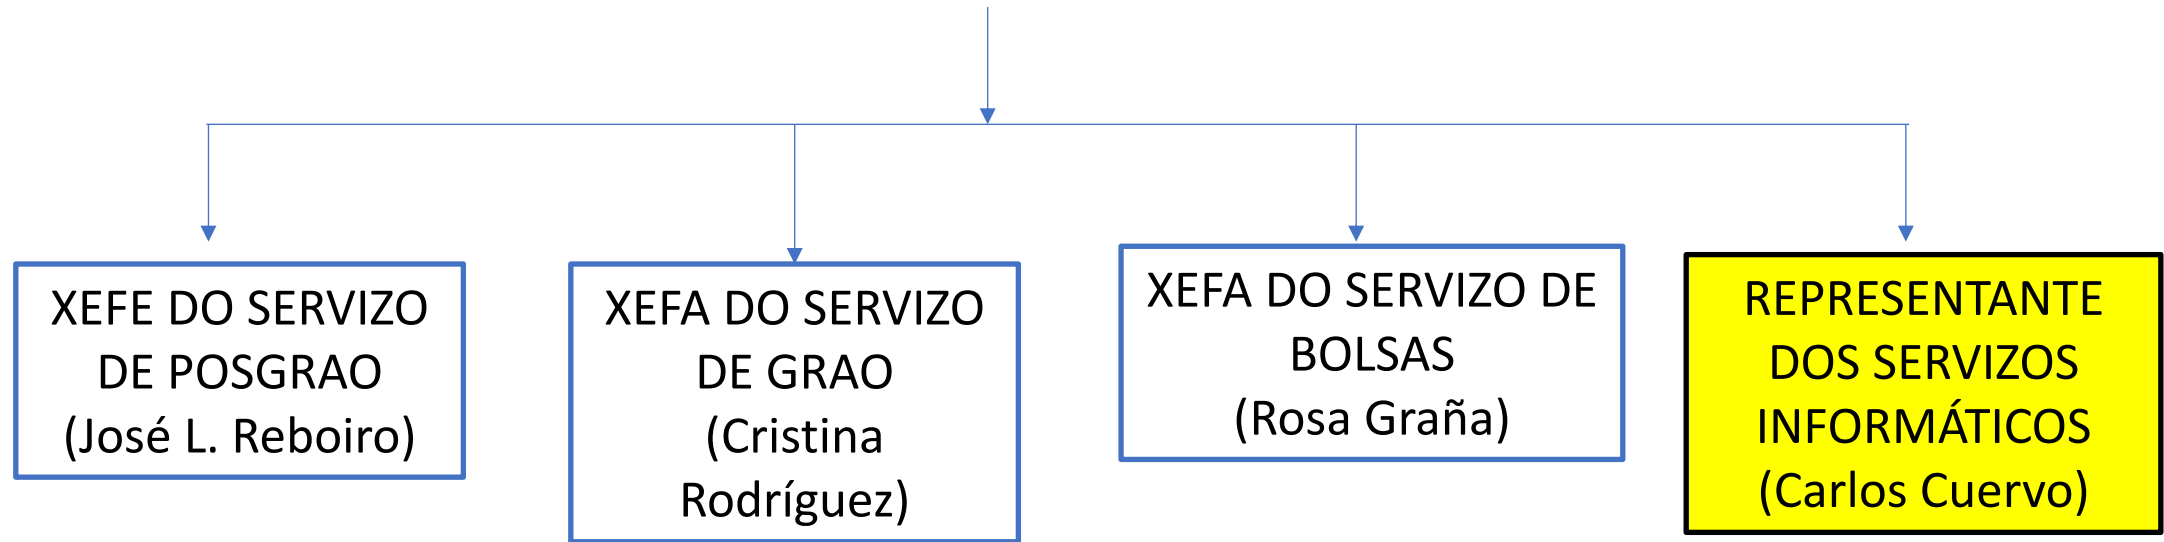 XEFE DO SERVIZO
DE POSGRAO
(José L. Reboiro)
XEFA DO SERVIZO
DE GRAO
(Cristina
Rodríguez)
XEFA DO SERVIZO DE
BOLSAS
(Rosa Graña)
REPRESENTANTE
DOS SERVIZOS
INFORMÁTICOS
(Carlos Cuervo)